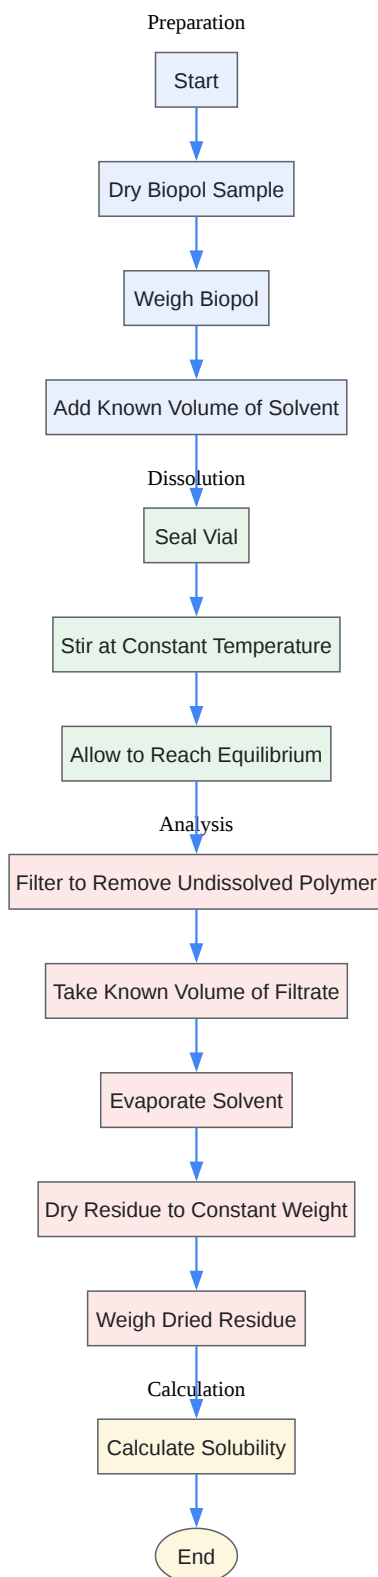 Preparation
Start
Dry Biopol Sample
Weigh Biopol
Add Known Volume of Solvent
Dissolution
Seal Vial
Stir at Constant Temperature
Allow to Reach Equilibrium
Analysis
Filter to Remove Undissolved Polymer
Take Known Volume of Filtrate
Evaporate Solvent
Dry Residue to Constant Weight
Weigh Dried Residue
Calculation
Calculate Solubility
End